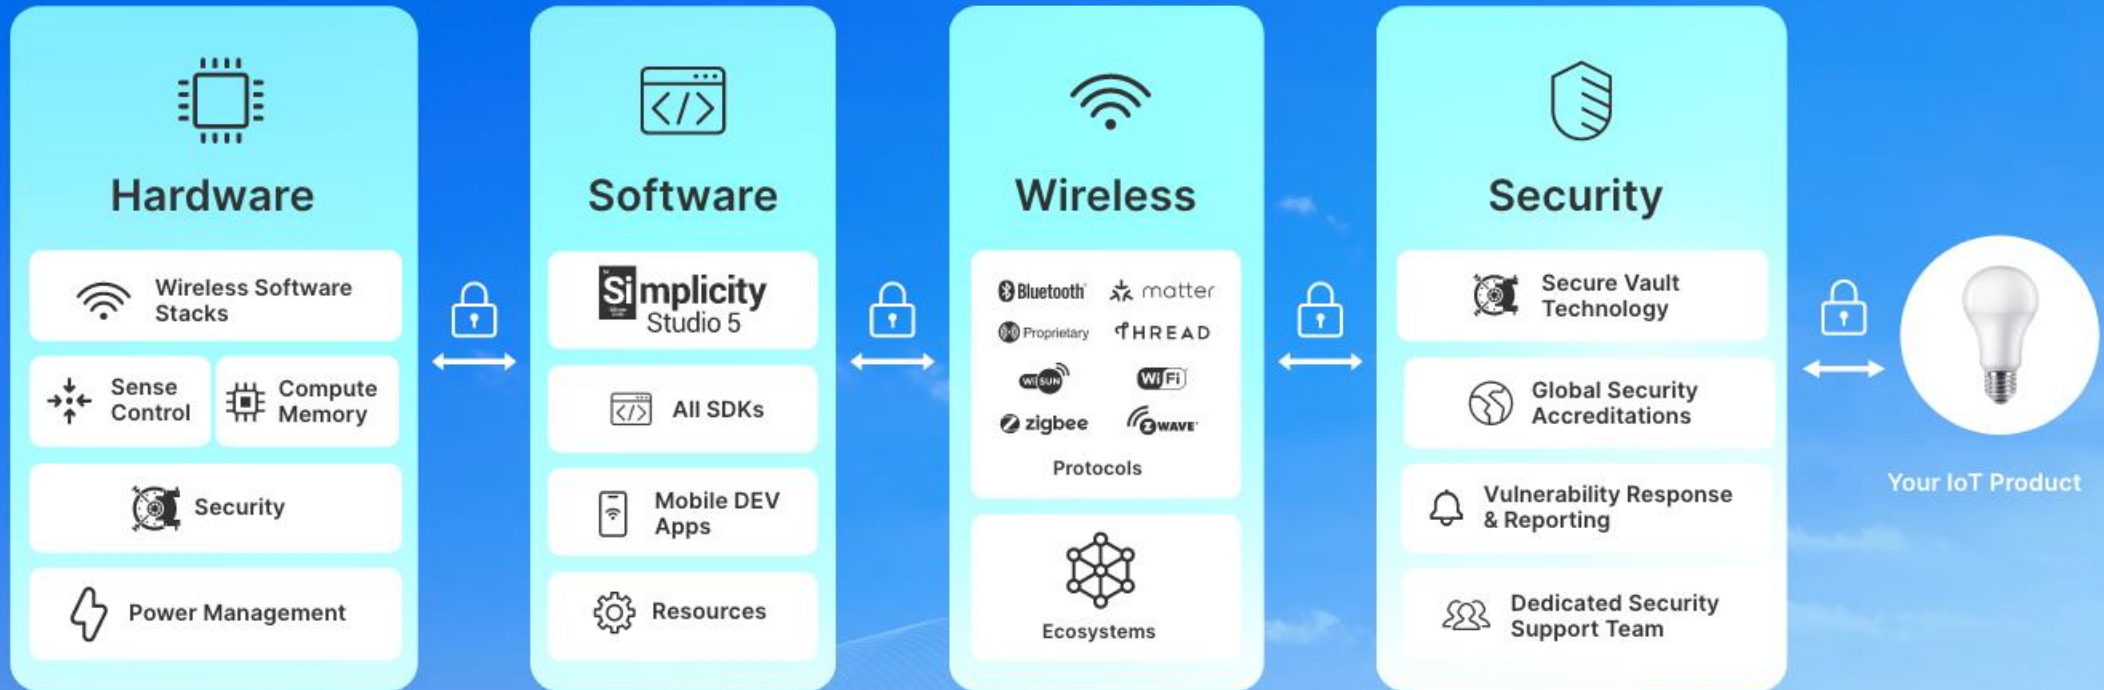 Hardware
Wireless Software
Stacks
Sense
Control
Compute
Memory
Security
Power Management
Software
Simplicity
Studio 5
All SDKs
Mobile DEV
Apps
Resources
Wireless
Bluetooth
matter
Proprietary
THREAD
Wi SUN
Wi Fi
zigbee
Z WAVE
Protocols
Ecosystems
Security
Secure Vault
Technology
Global Security
Accreditations
Vulnerability Response
& Reporting
Dedicated Security
Support Team
Your IoT Product